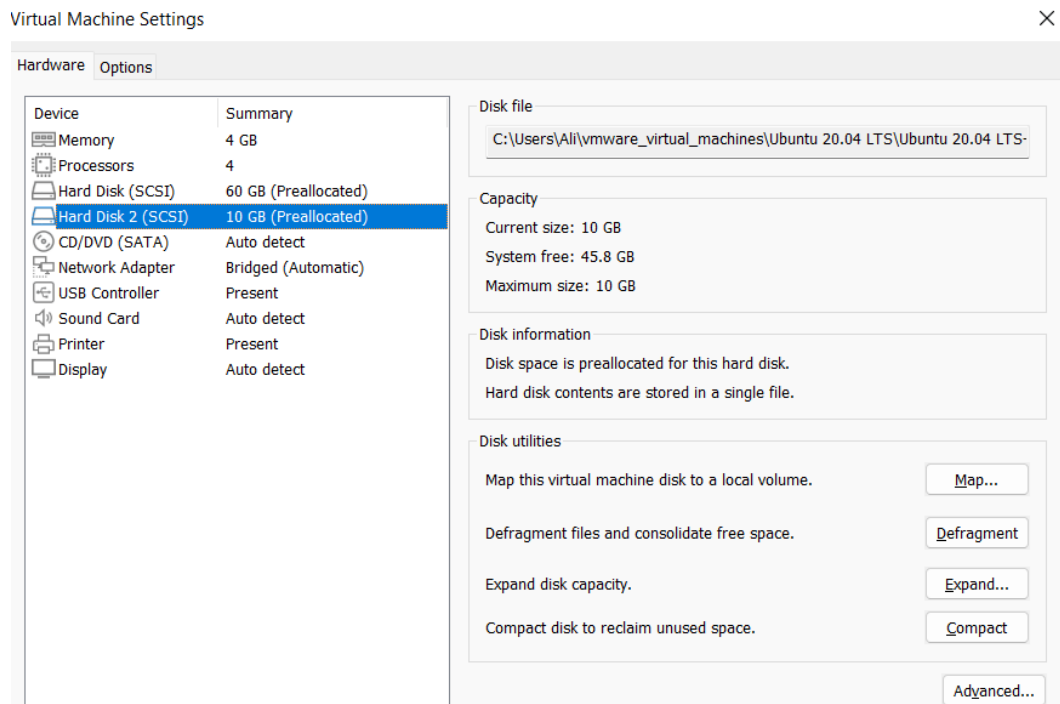 Virtual Machine Settings
Hardware Options
Device Summary
Memory 4 GB
Processors 4
Hard Disk (SCSI) 60 GB (Preallocated)
Hard Disk 2 (SCSI) 10 GB (Preallocated)
CD/DVD (SATA) Auto detect
Network Adapter Bridged (Automatic)
USB Controller Present
Sound Card Auto detect
Printer Present
Display Auto detect
Disk file
C:\Users\Ali\vmware_virtual_machines\Ubuntu 20.04 LTS\Ubuntu 20.04 LTS-
Capacity
Current size: 10 GB
System free: 45.8 GB
Maximum size: 10 GB
Disk information
Disk space is preallocated for this hard disk.
Hard disk contents are stored in a single file.
Disk utilities
Map this virtual machine disk to a local volume. Map...
Defragment files and consolidate free space. Defragment
Expand disk capacity. Expand...
Compact disk to reclaim unused space. Compact
Advanced...